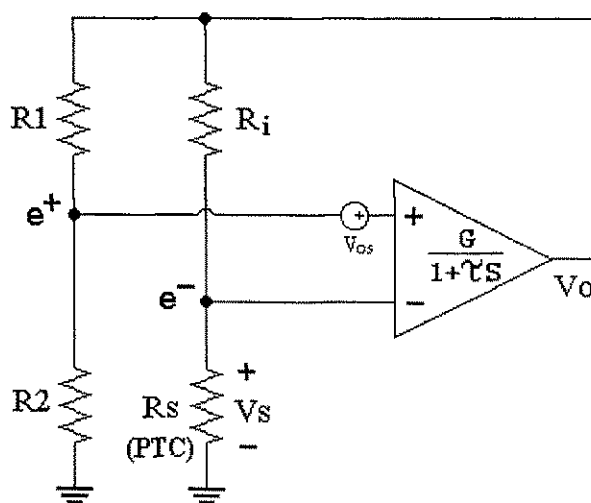 R1
Ri
e+
+
Vos
+
G
1+τS
Vo
e−
−
R2
Rs
(PTC)
+
Vs
−